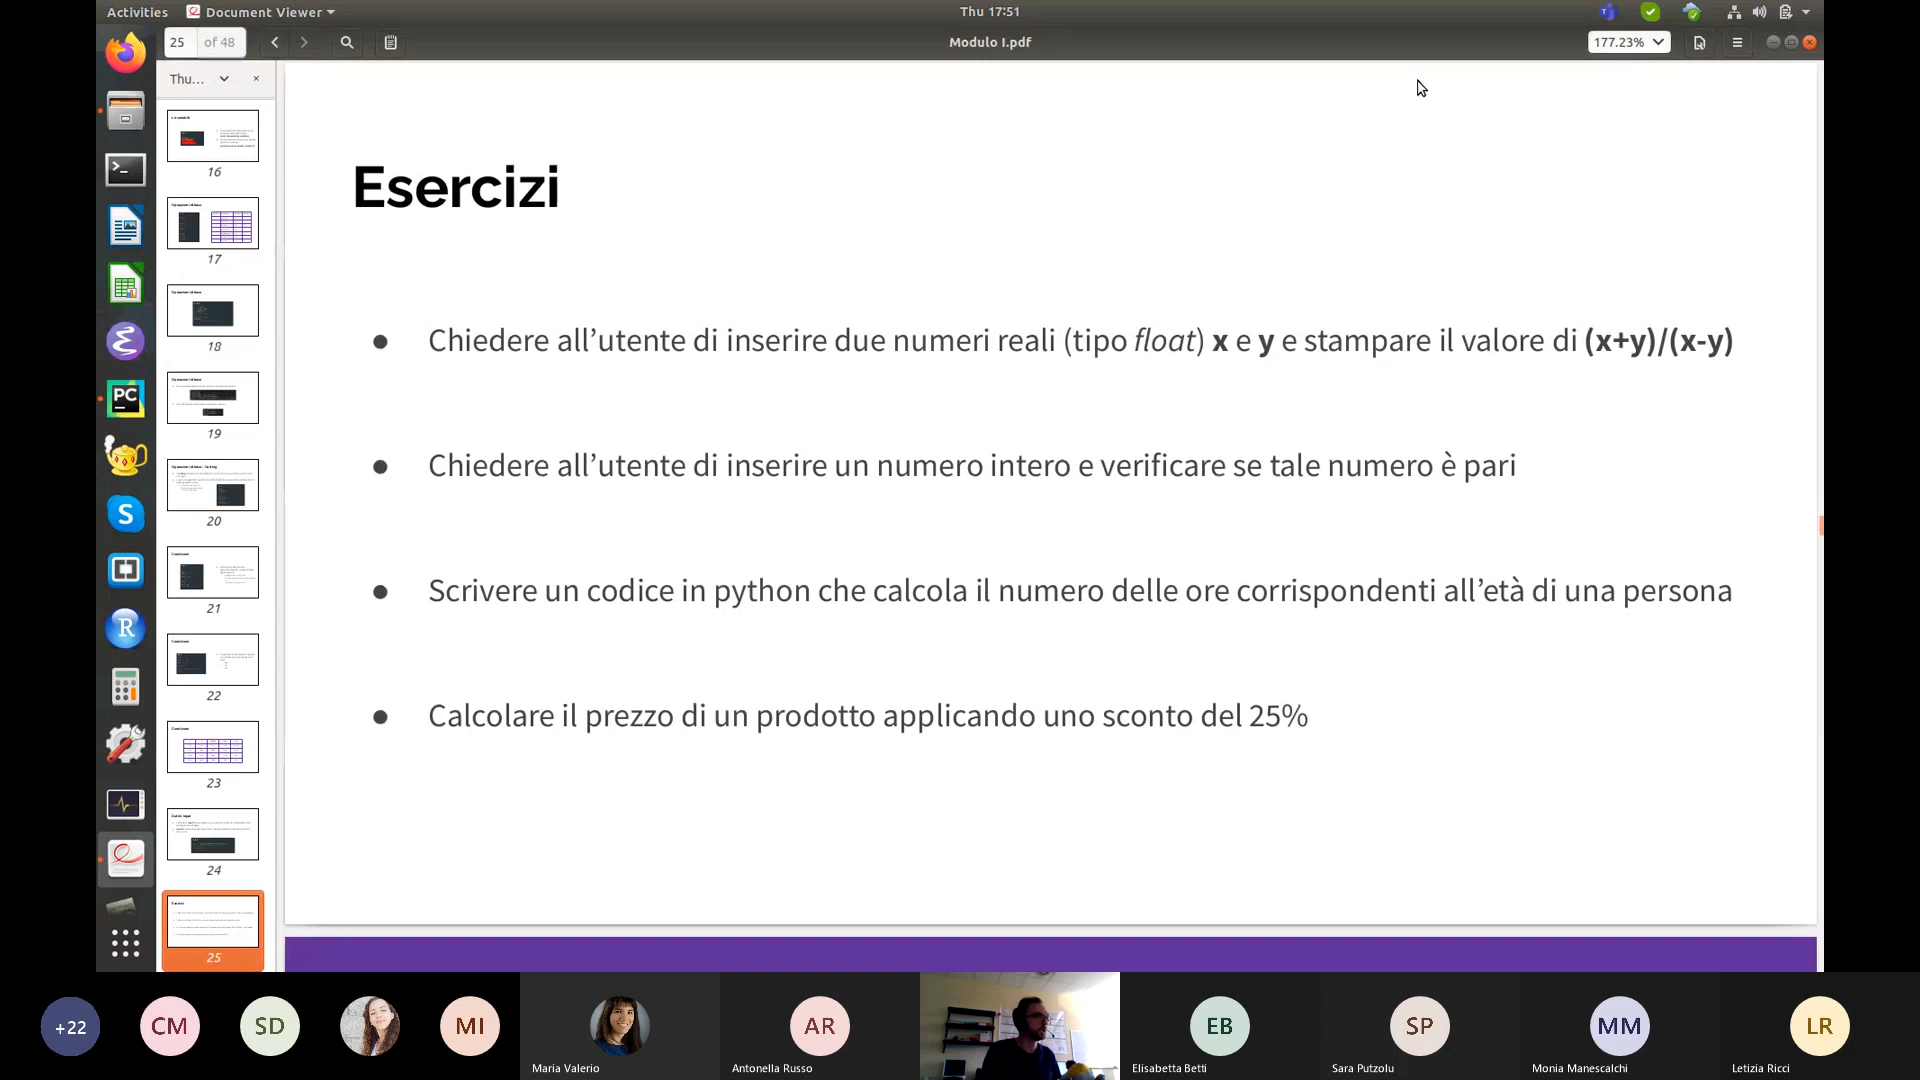 Activities
Document Viewer
Thu 17:51
25 of 48
Modulo I.pdf
177.23%
Thu...
16
17
18
19
20
21
22
23
24
25
Esercizi
● Chiedere all’utente di inserire due numeri reali (tipo float) x e y e stampare il valore di (x+y)/(x-y)
● Chiedere all’utente di inserire un numero intero e verificare se tale numero è pari
● Scrivere un codice in python che calcola il numero delle ore corrispondenti all’età di una persona
● Calcolare il prezzo di un prodotto applicando uno sconto del 25%
PC
S
R
+22
CM
SD
MI
AR
EB
SP
MM
LR
Maria Valerio
Antonella Russo
Elisabetta Betti
Sara Putzolu
Monia Manescalchi
Letizia Ricci